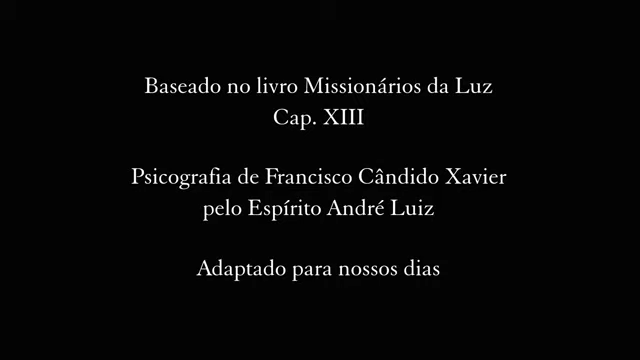 Baseado no livro Missionários da Luz
Cap. XIII
Psicografia de Francisco Cândido Xavier
pelo Espírito André Luiz
Adaptado para nossos dias